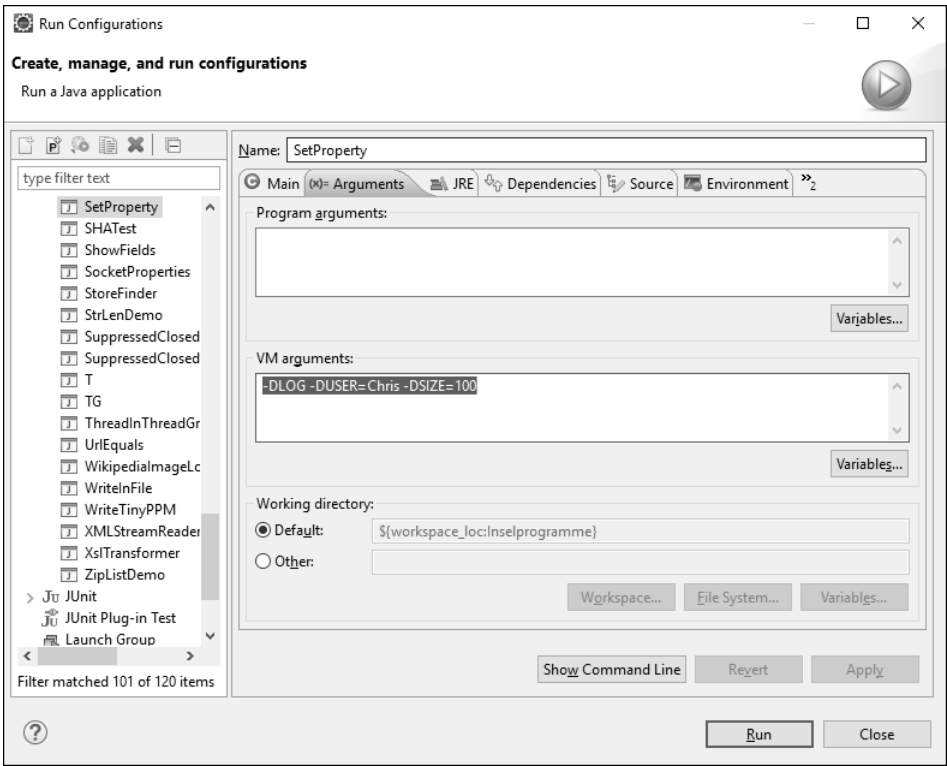 Run Configurations
Create, manage, and run configurations
Run a Java application
type filter text
SetProperty
SHATest
ShowFields
SocketProperties
StoreFinder
StrLenDemo
SuppressedClosed
SuppressedClosed
T
TG
ThreadInThreadGr
UrlEquals
WikipediaImageLc
WriteInFile
WriteTinyPPM
XMLStreamReader
XslTransformer
ZipListDemo
JUnit
JUnit Plug-in Test
Launch Group
Filter matched 101 of 120 items
Name: SetProperty
Main (x)= Arguments JRE Dependencies Source Environment »2
Program arguments:
Variables...
VM arguments:
-DLOG -DUSER=Chris -DSIZE=100
Variables...
Working directory:
Default: ${workspace_loc:Inselprogramme}
Other:
Workspace... File System... Variables...
Show Command Line Revert Apply
Run Close